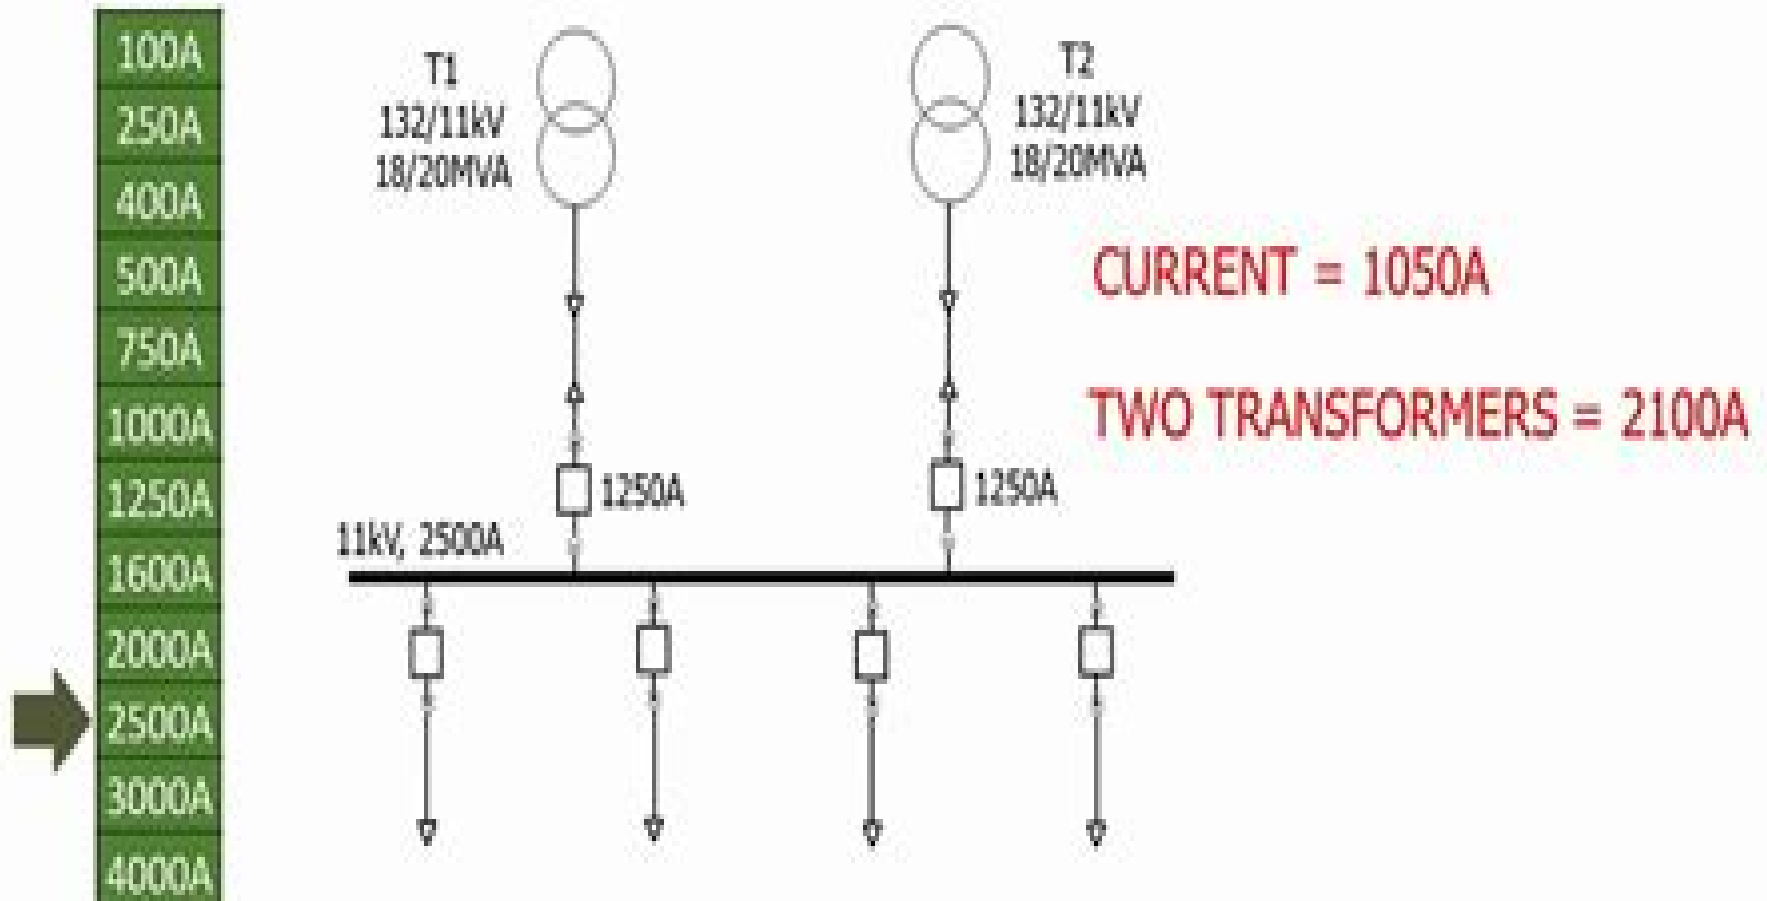 100A
250A
400A
500A
750A
1000A
1250A
1600A
2000A
2500A
3000A
4000A
T1
132/11kV
18/20MVA
T2
132/11kV
18/20MVA
CURRENT = 1050A
TWO TRANSFORMERS = 2100A
1250A
1250A
11kV, 2500A